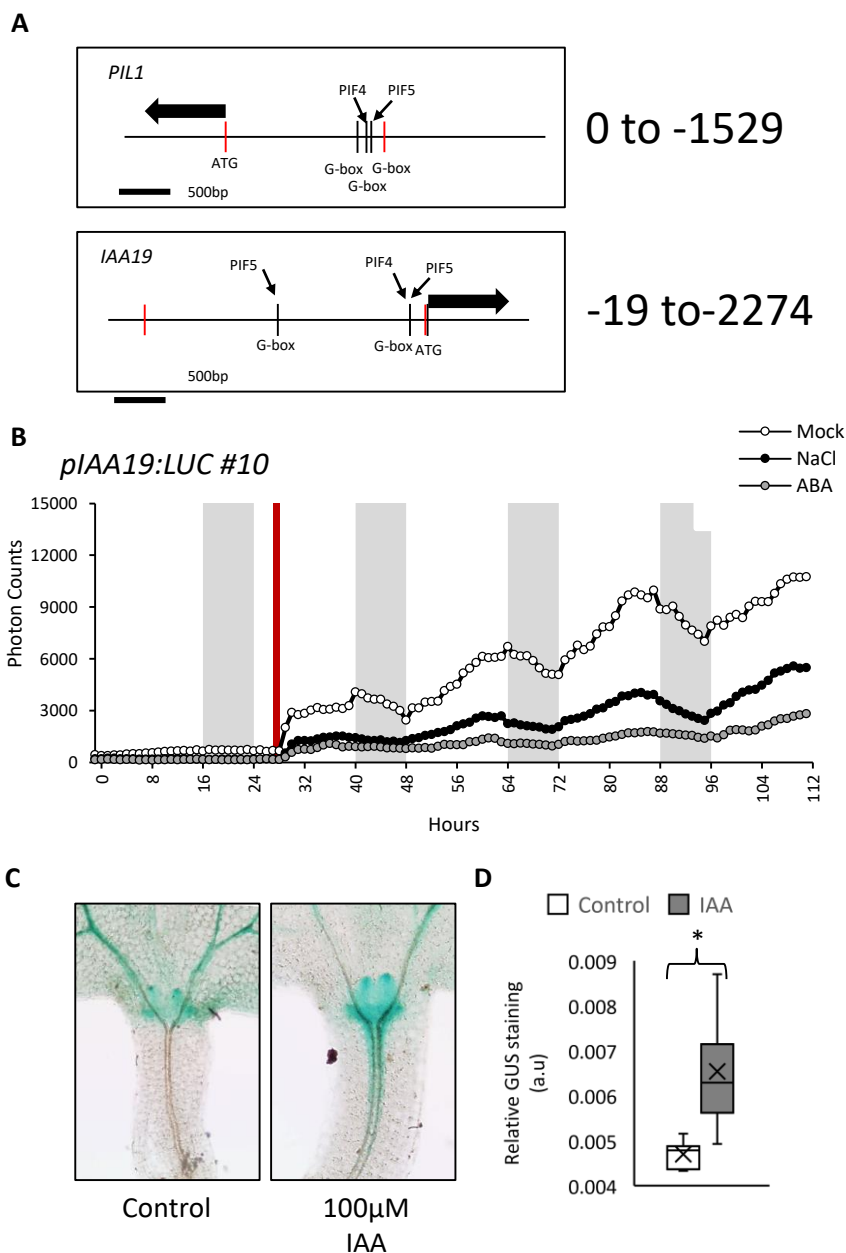 A
PIL1
PIF4
PIF5
ATG
G-box
G-box
G-box
500bp
0 to -1529
IAA19
PIF5
PIF4
PIF5
G-box
G-box
ATG
500bp
-19 to-2274
B
pIAA19:LUC #10
Mock
NaCl
ABA
15000
12000
9000
6000
3000
0
Photon Counts
0 8 16 24 32 40 48 56 64 72 80 88 96 104 112
Hours
C
Control
100µM
IAA
D
Control IAA
*
0.009
0.008
0.007
0.006
0.005
0.004
Relative GUS staining
(a.u)